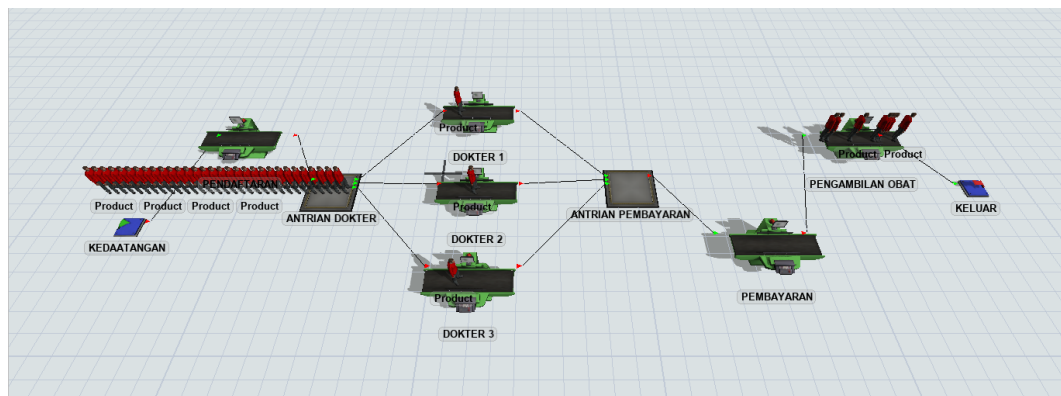 Product
DOKTER 1
Product Product
PENGAMBILAN OBAT
PENDAFTARAN
Product Product Product Product
ANTRIAN DOKTER
Product
DOKTER 2
ANTRIAN PEMBAYARAN
KELUAR
KEDAATANGAN
Product
DOKTER 3
PEMBAYARAN